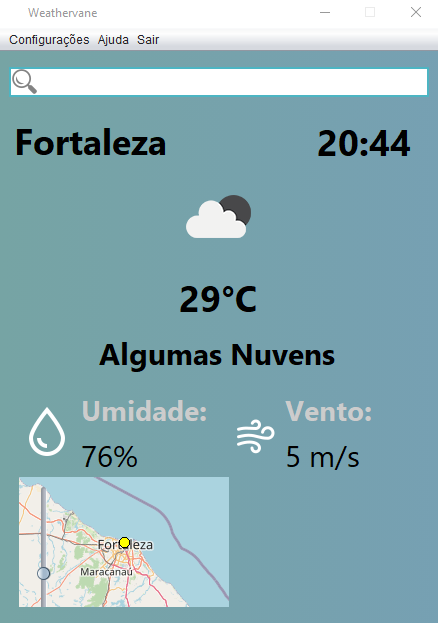 Weathervane
Configurações Ajuda Sair
Fortaleza 20:44
29°C
Algumas Nuvens
Umidade: Vento:
76% 5 m/s
Fortaleza
Maracanaú